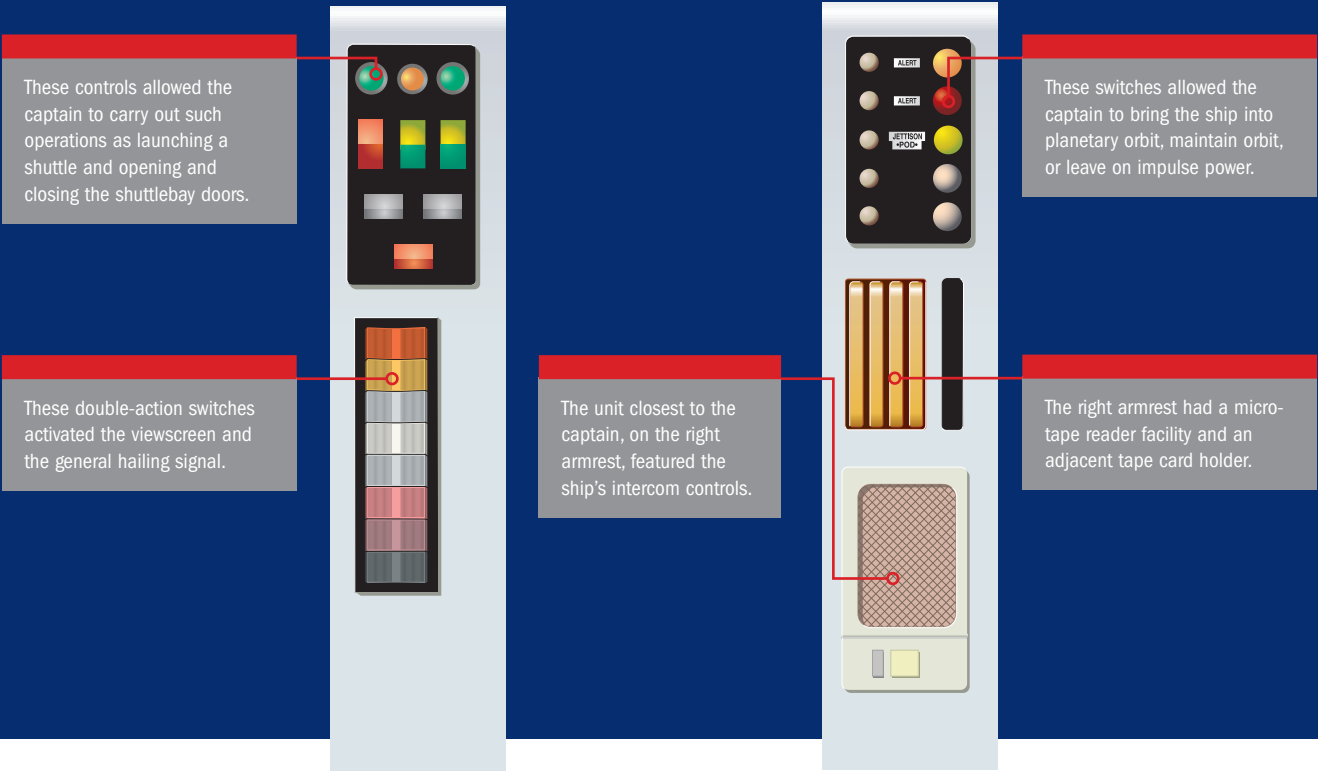 These controls allowed the
captain to carry out such
operations as launching a
shuttle and opening and
closing the shuttlebay doors.
These double-action switches
activated the viewscreen and
the general hailing signal.
The unit closest to the
captain, on the right
armrest, featured the
ship's intercom controls.
ALERT
ALERT
JETTISON
•POD•
These switches allowed the
captain to bring the ship into
planetary orbit, maintain orbit,
or leave on impulse power.
The right armrest had a micro-
tape reader facility and an
adjacent tape card holder.